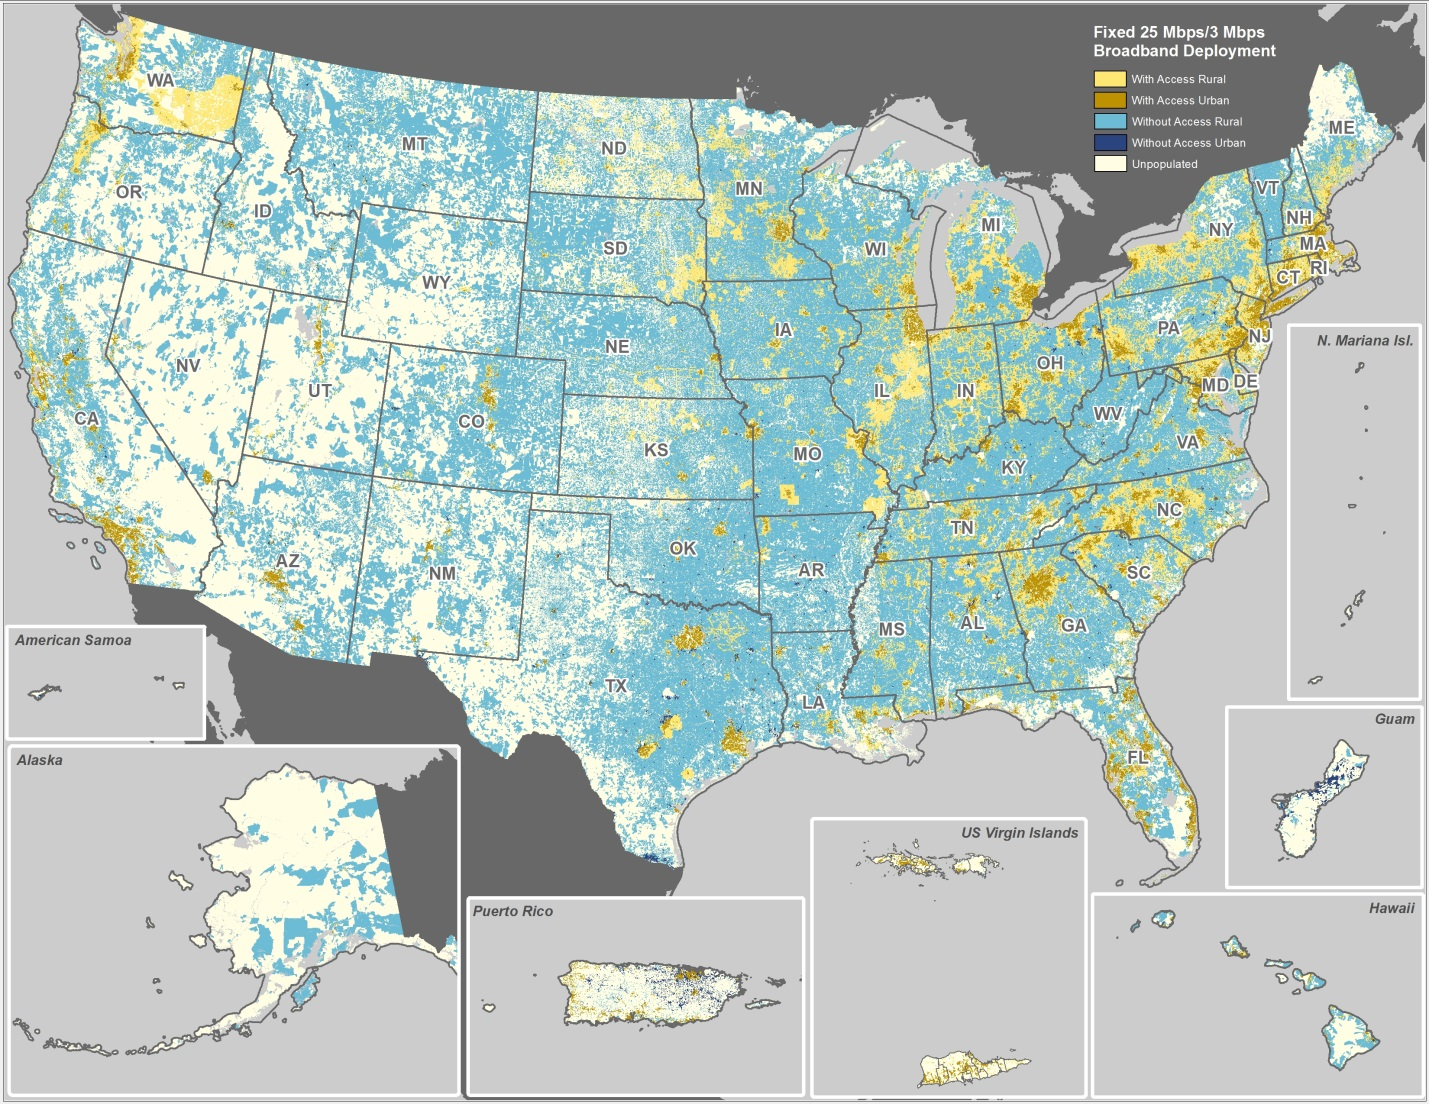 Fixed 25 Mbps/3 Mbps
Broadband Deployment
With Access Rural
With Access Urban
Without Access Rural
Without Access Urban
Unpopulated
WA
MT
ND
MN
ME
OR
ID
SD
WI
MI
VT
NH
NY
MA
CT
RI
WY
IA
NE
PA
NJ
NV
UT
CO
CA
KS
MO
IL
IN
OH
WV
MD
DE
VA
KY
NC
TN
AZ
NM
OK
AR
SC
MS
AL
GA
TX
LA
FL
N. Mariana Isl.
American Samoa
Guam
Alaska
US Virgin Islands
Puerto Rico
Hawaii